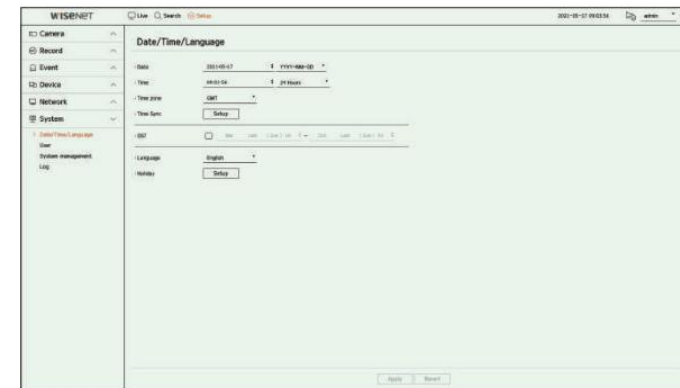 WISENET
Live Search Setup
admin
Camera
Record
Event
Device
Network
System
Date/Time/Language
User
System management
Log
Date/Time/Language
Date YYYY-MM-DD
Time 24 Hours
Time zone GMT
Time Sync Setup
DST
Language English
Holiday Setup
Apply Revert